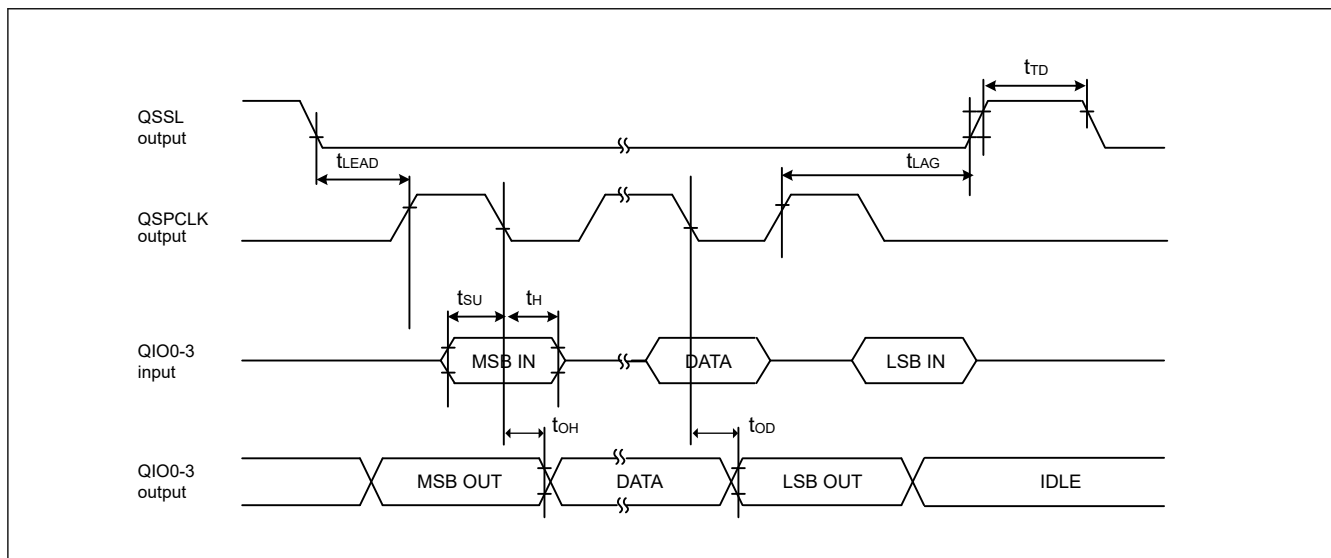 tTD
QSSL
output
tLEAD
tLAG
QSPCLK
output
tSU
tH
QIO0-3
input
MSB IN
DATA
LSB IN
tOH
tOD
QIO0-3
output
MSB OUT
DATA
LSB OUT
IDLE